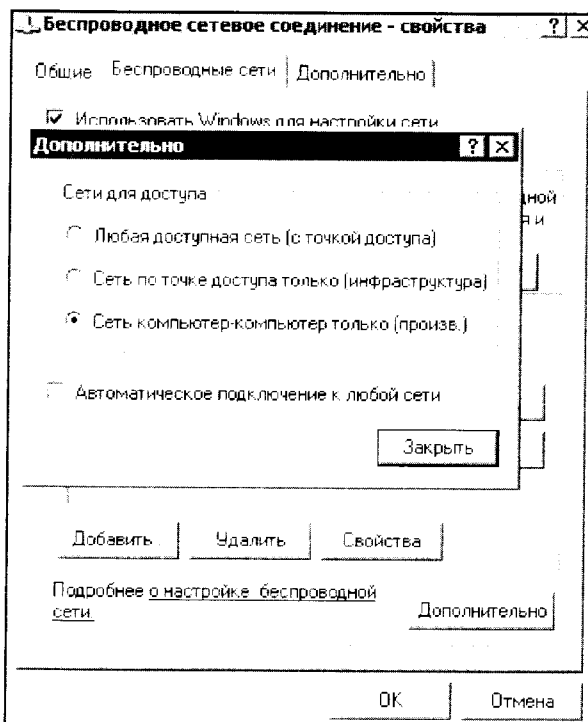 Беспроводное сетевое соединение - свойства
Общие Беспроводные сети Дополнительно
Использовать Windows для настройки сети
Дополнительно
Сети для доступа
Любая доступная сеть (с точкой доступа)
Сеть по точке доступа только (инфраструктура)
Сеть компьютер-компьютер только (произв.)
Автоматическое подключение к любой сети
Закрыть
Добавить Удалить Свойства
Подробнее о настройке беспроводной
сети.
Дополнительно
OK Отмена